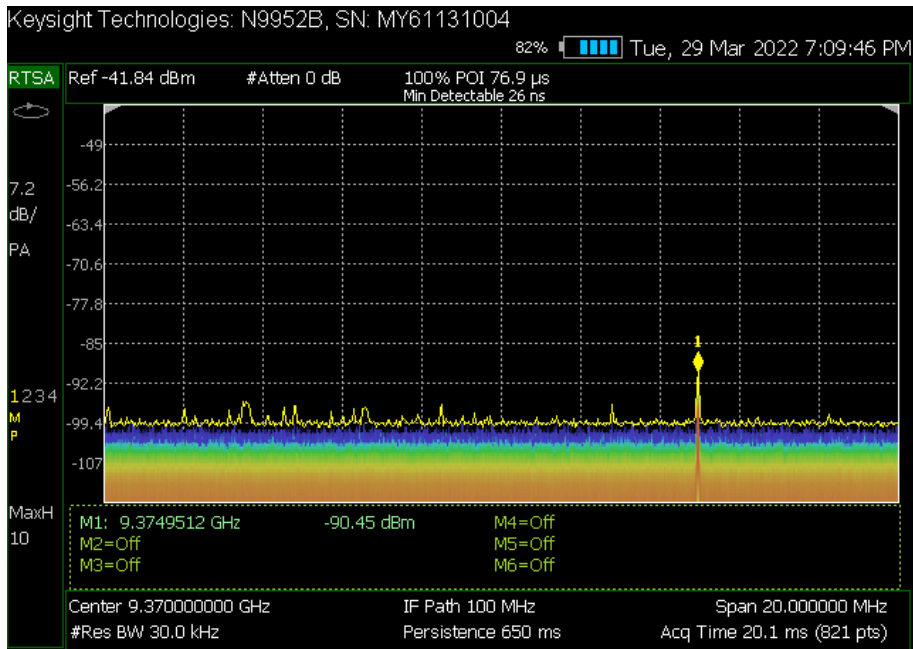 Keysight Technologies: N9952B, SN: MY61131004
82% Tue, 29 Mar 2022 7:09:46 PM
RTSA Ref -41.84 dBm #Atten 0 dB 100% POI 76.9 µs
Min Detectable 26 ns
-49
7.2 -56.2
dB/ -63.4
PA
-70.6
-77.8
-85 1
-92.2
1234
M -99.4
P
-107
MaxH
10
M1: 9.3749512 GHz -90.45 dBm M4=Off
M2=Off M5=Off
M3=Off M6=Off
Center 9.370000000 GHz IF Path 100 MHz Span 20.000000 MHz
#Res BW 30.0 kHz Persistence 650 ms Acq Time 20.1 ms (821 pts)